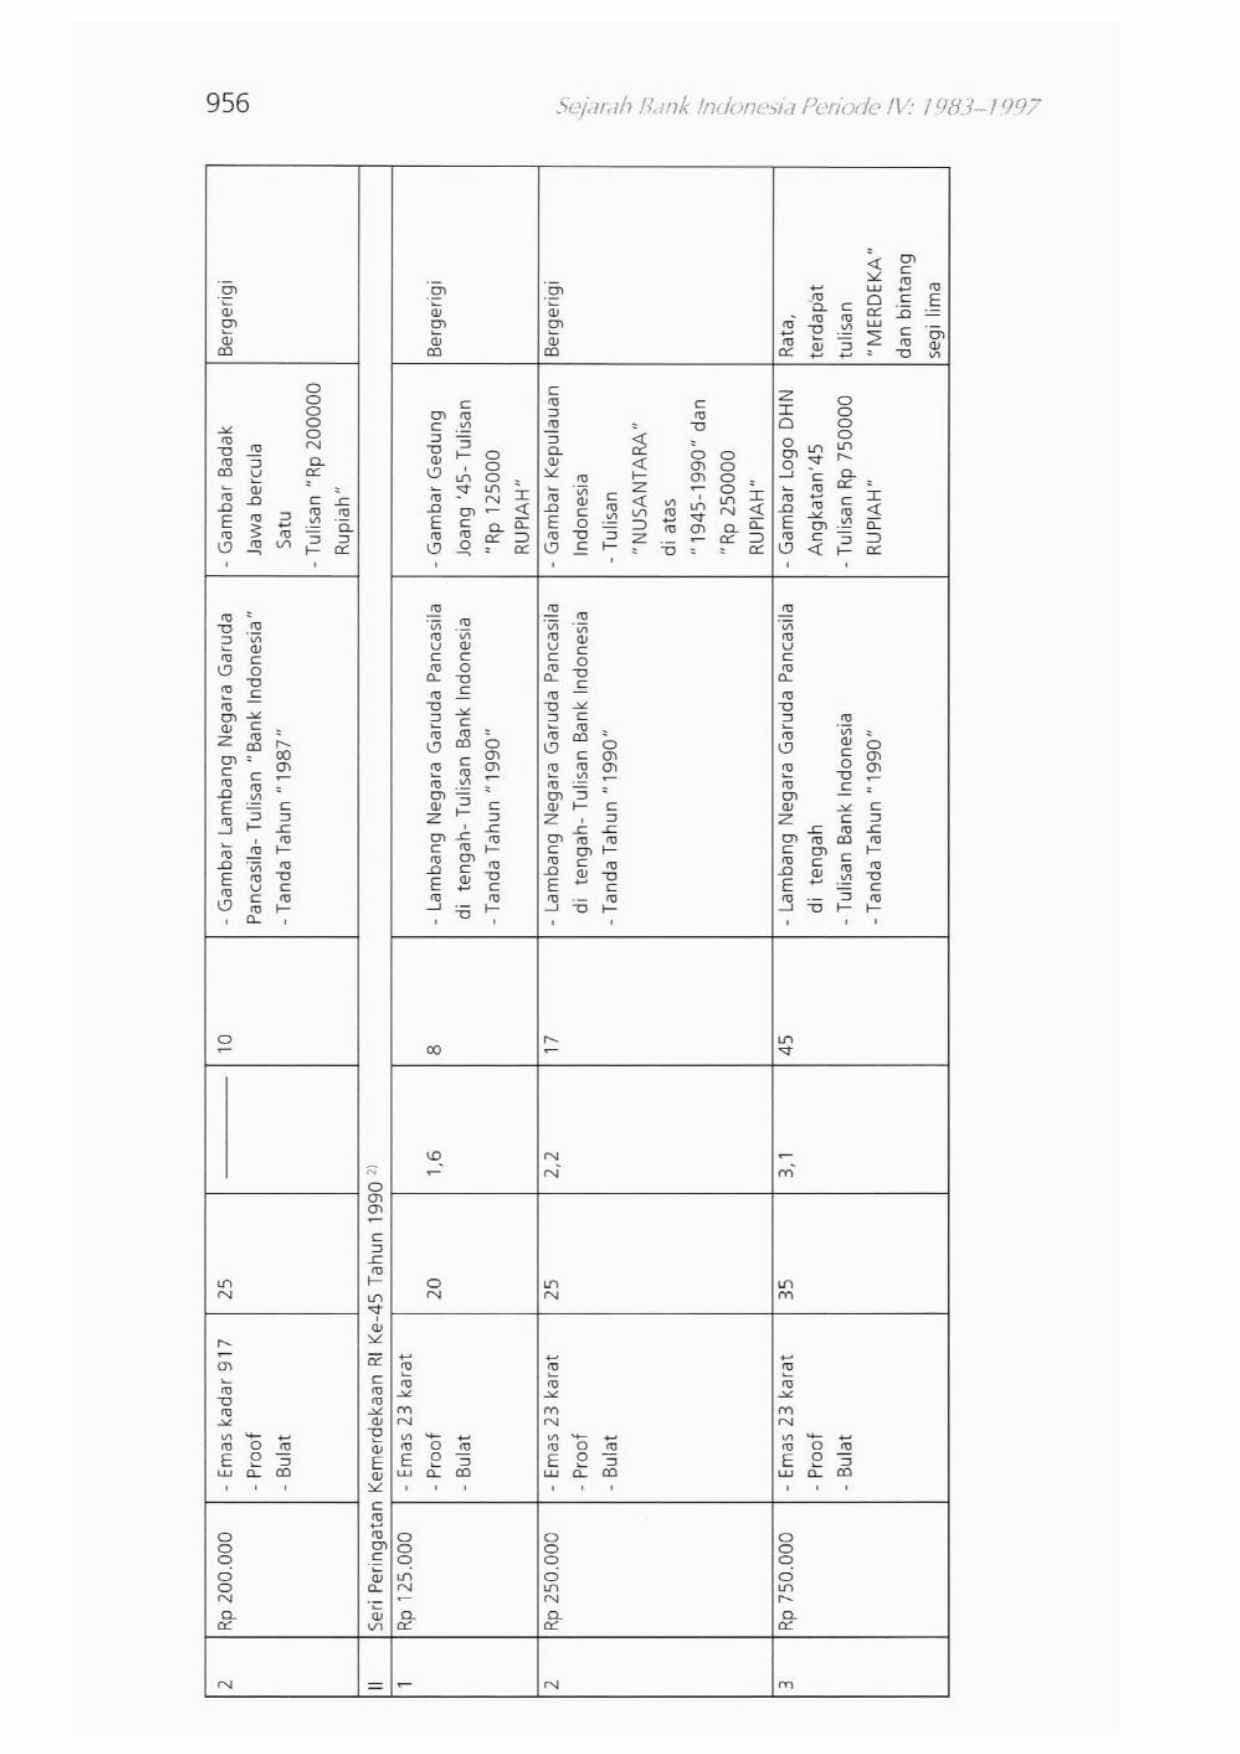 956
Sejarah Bank Indonesia Periode IV: 1983–1997
2
Rp 200.000
- Emas kadar 917
- Proof
- Bulat
25
10
- Gambar Lambang Negara Garuda
Pancasila- Tulisan "Bank Indonesia"
- Tanda Tahun "1987"
- Gambar Badak
Jawa bercula
Satu
- Tulisan "Rp 200000
Rupiah"
Bergerigi
II
Seri Peringatan Kemerdekaan RI Ke-45 Tahun 1990 2)
1
Rp 125.000
- Emas 23 karat
- Proof
- Bulat
20
1,6
8
- Lambang Negara Garuda Pancasila
di tengah- Tulisan Bank Indonesia
- Tanda Tahun "1990"
- Gambar Gedung
Joang '45- Tulisan
"Rp 125000
RUPIAH"
Bergerigi
2
Rp 250.000
- Emas 23 karat
- Proof
- Bulat
25
2,2
17
- Lambang Negara Garuda Pancasila
di tengah- Tulisan Bank Indonesia
- Tanda Tahun "1990"
- Gambar Kepulauan
Indonesia
- Tulisan
"NUSANTARA"
di atas
"1945-1990" dan
"Rp 250000
RUPIAH"
Bergerigi
3
Rp 750.000
- Emas 23 karat
- Proof
- Bulat
35
3,1
45
- Lambang Negara Garuda Pancasila
di tengah
- Tulisan Bank Indonesia
- Tanda Tahun "1990"
- Gambar Logo DHN
Angkatan'45
- Tulisan Rp 750000
RUPIAH"
Rata,
terdapat
tulisan
"MERDEKA"
dan bintang
segi lima